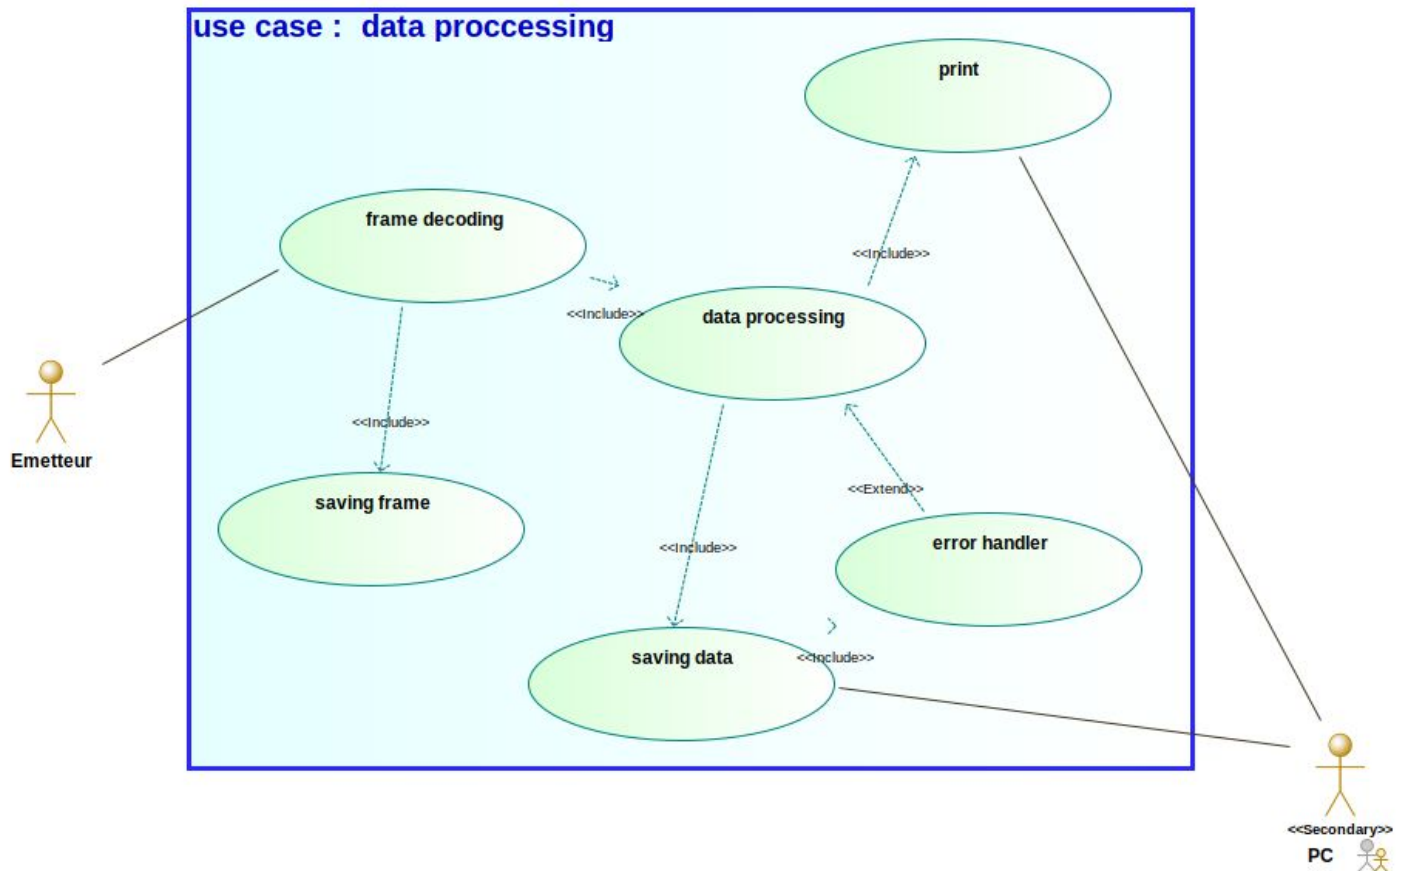 use case :  data proccessing
print
frame decoding
<<Include>>
data processing
<<Include>>
<<Include>>
Emetteur
saving frame
<<Extend>>
error handler
<<Include>>
saving data
<<Include>>
<<Secondary>>
PC